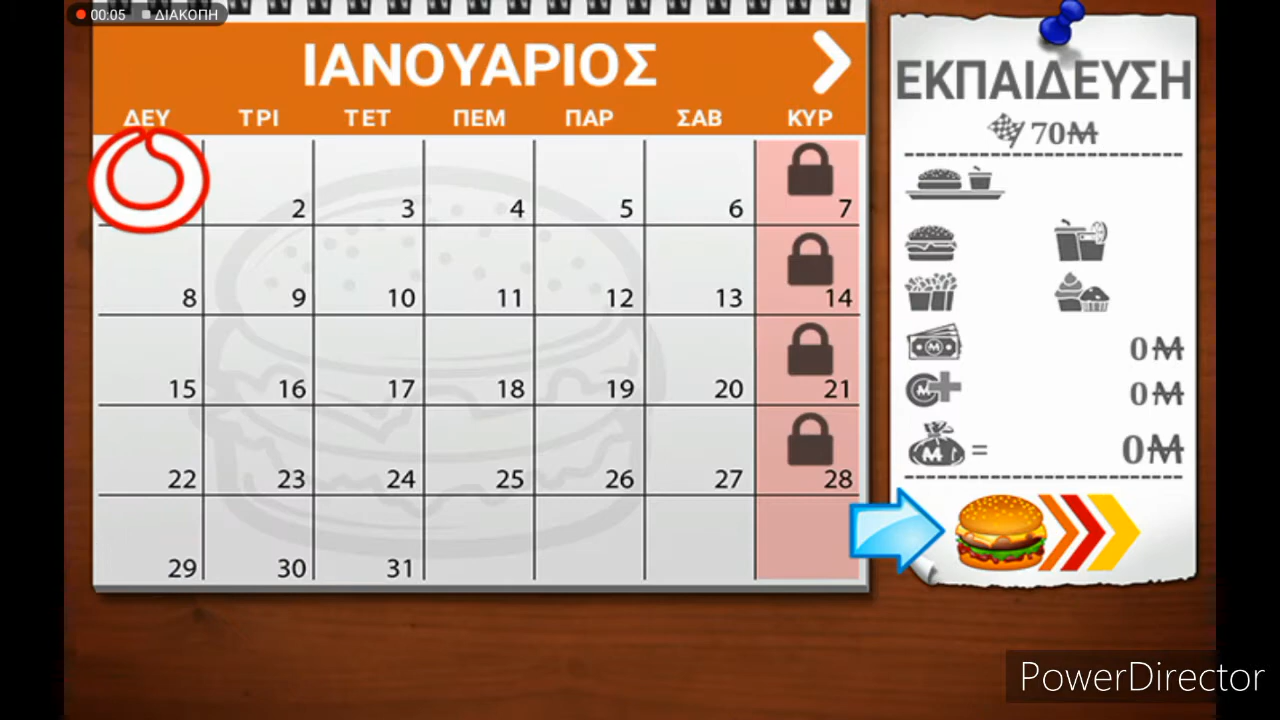 00:05 ΔΙΑΚΟΠΗ
ΙΑΝΟΥΑΡΙΟΣ
ΔΕΥ ΤΡΙ ΤΕΤ ΠΕΜ ΠΑΡ ΣΑΒ ΚΥΡ
2 3 4 5 6 7
8 9 10 11 12 13 14
15 16 17 18 19 20 21
22 23 24 25 26 27 28
29 30 31
ΕΚΠΑΙΔΕΥΣΗ
70M
0M
0M
= 0M
PowerDirector